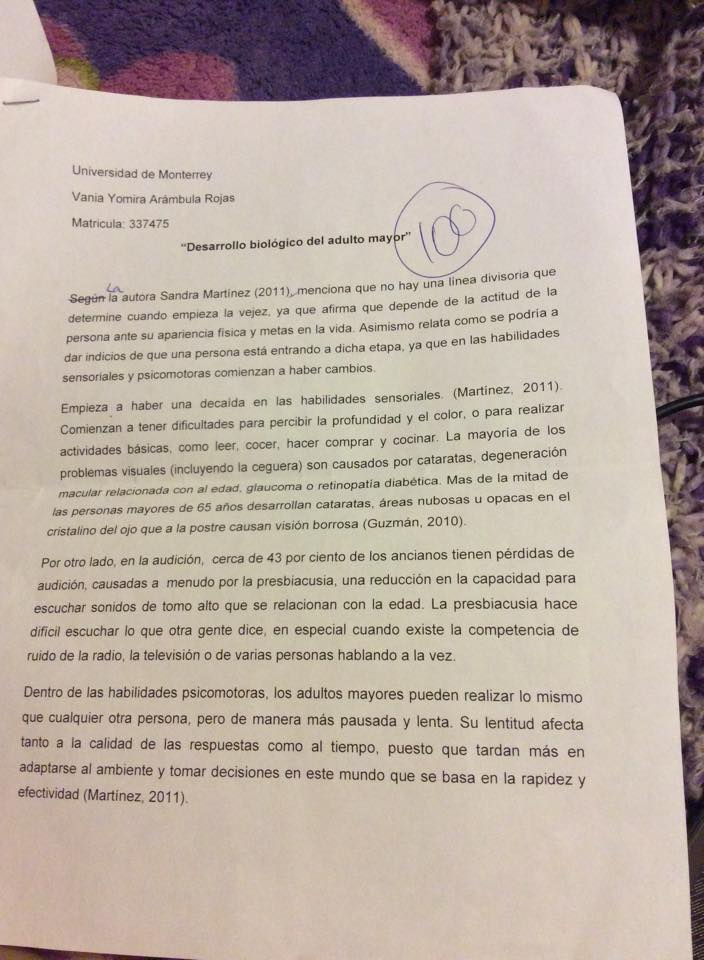 Universidad de Monterrey
Vania Yomira Arámbula Rojas
Matricula: 337475
"Desarrollo biológico del adulto mayor"
100
La
Según la autora Sandra Martínez (2011), menciona que no hay una línea divisoria que
determine cuando empieza la vejez, ya que afirma que depende de la actitud de la
persona ante su apariencia física y metas en la vida. Asimismo relata como se podría a
dar indicios de que una persona está entrando a dicha etapa, ya que en las habilidades
sensoriales y psicomotoras comienzan a haber cambios.
Empieza a haber una decaída en las habilidades sensoriales. (Martínez, 2011).
Comienzan a tener dificultades para percibir la profundidad y el color, o para realizar
actividades básicas, como leer, cocer, hacer comprar y cocinar. La mayoría de los
problemas visuales (incluyendo la ceguera) son causados por cataratas, degeneración
macular relacionada con al edad, glaucoma o retinopatía diabética. Mas de la mitad de
las personas mayores de 65 años desarrollan cataratas, áreas nubosas u opacas en el
cristalino del ojo que a la postre causan visión borrosa (Guzmán, 2010).
Por otro lado, en la audición, cerca de 43 por ciento de los ancianos tienen pérdidas de
audición, causadas a menudo por la presbiacusia, una reducción en la capacidad para
escuchar sonidos de tomo alto que se relacionan con la edad. La presbiacusia hace
difícil escuchar lo que otra gente dice, en especial cuando existe la competencia de
ruido de la radio, la televisión o de varias personas hablando a la vez.
Dentro de las habilidades psicomotoras, los adultos mayores pueden realizar lo mismo
que cualquier otra persona, pero de manera más pausada y lenta. Su lentitud afecta
tanto a la calidad de las respuestas como al tiempo, puesto que tardan más en
adaptarse al ambiente y tomar decisiones en este mundo que se basa en la rapidez y
efectividad (Martínez, 2011).